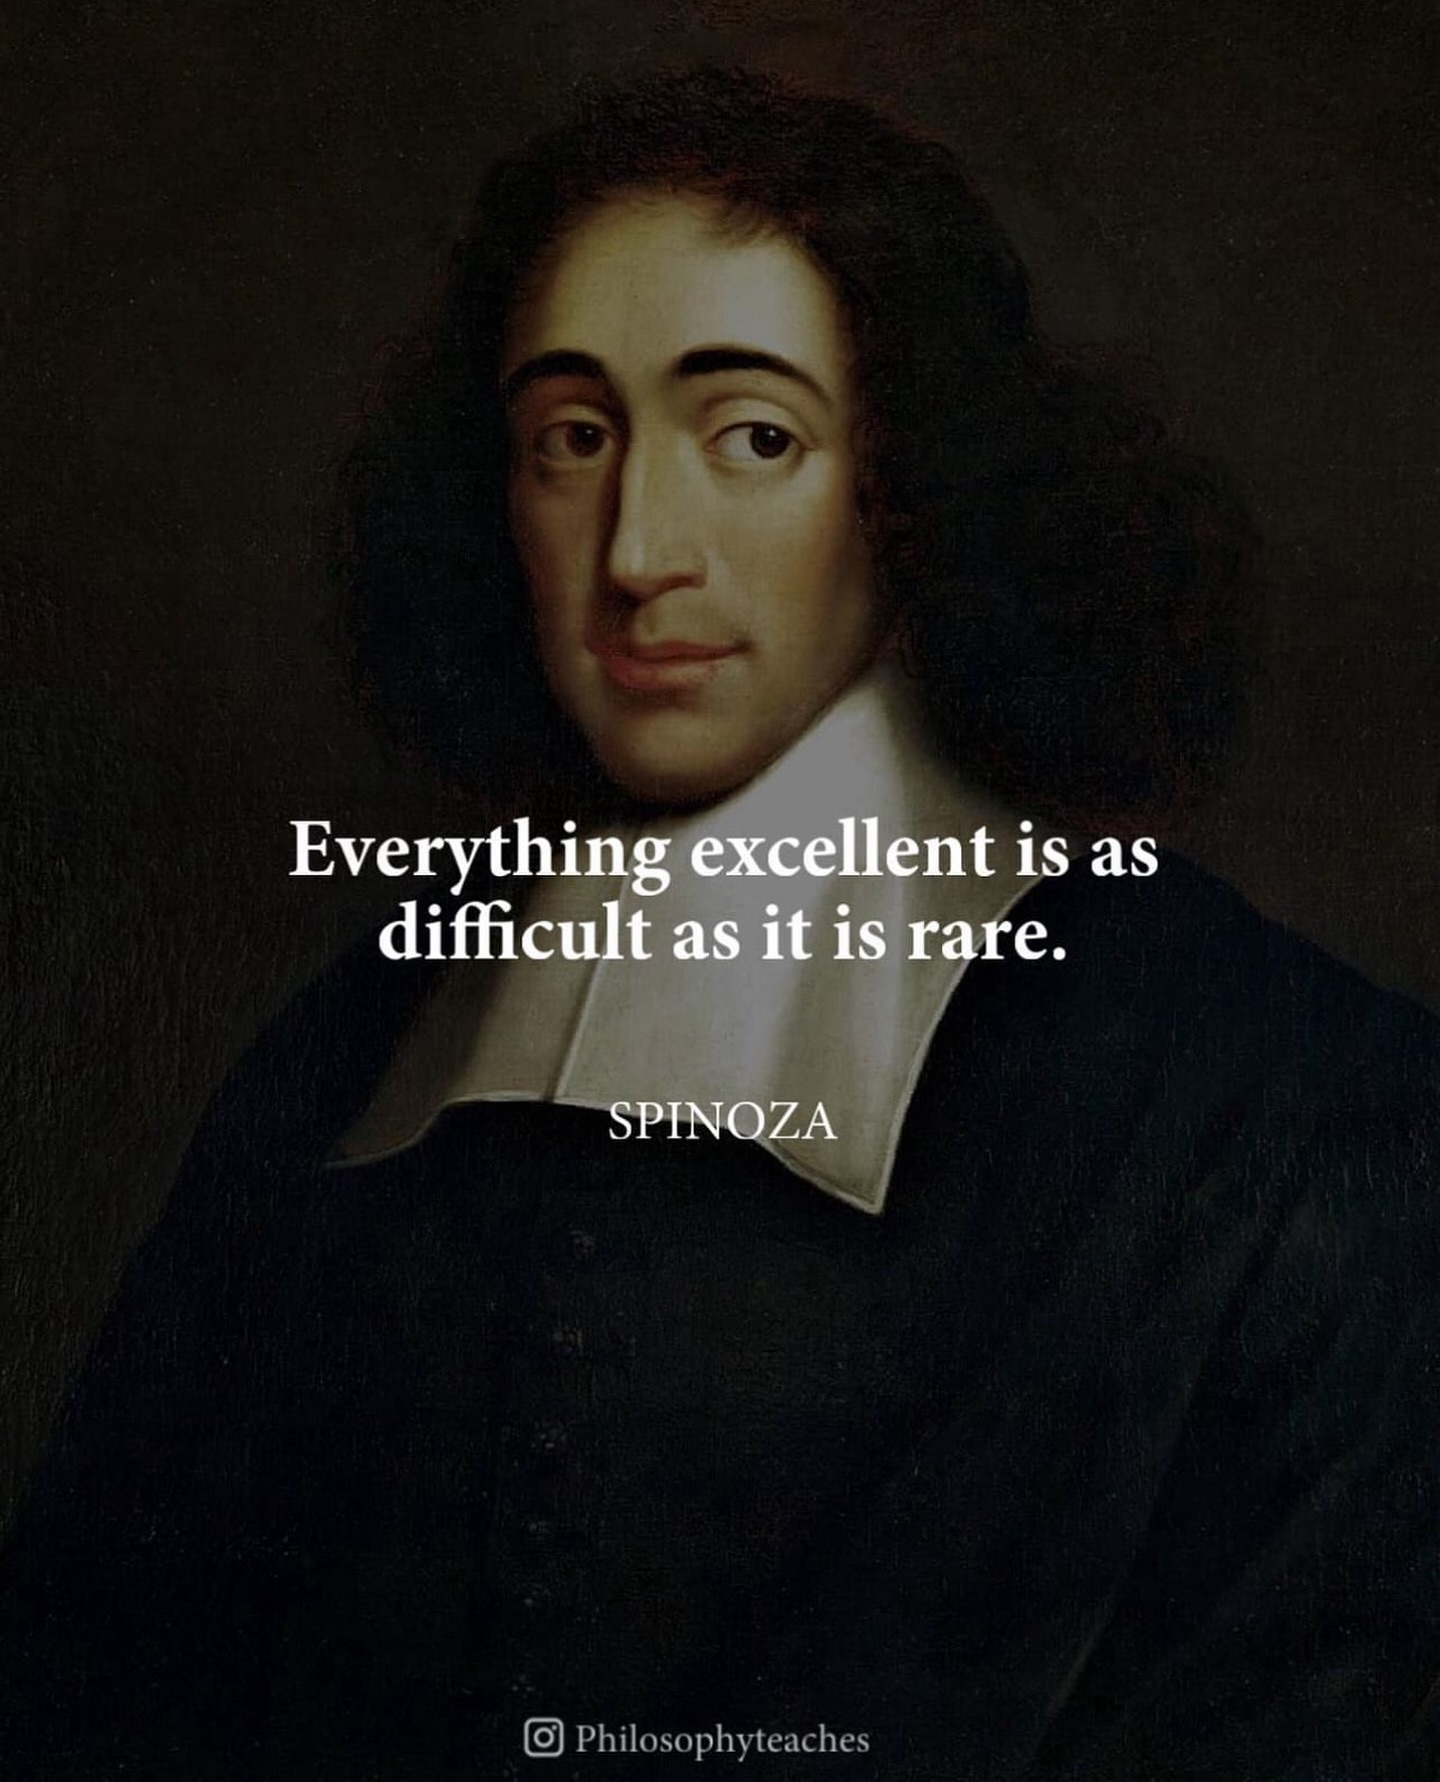 Everything excellent is as
difficult as it is rare.
SPINOZA
Philosophyteaches